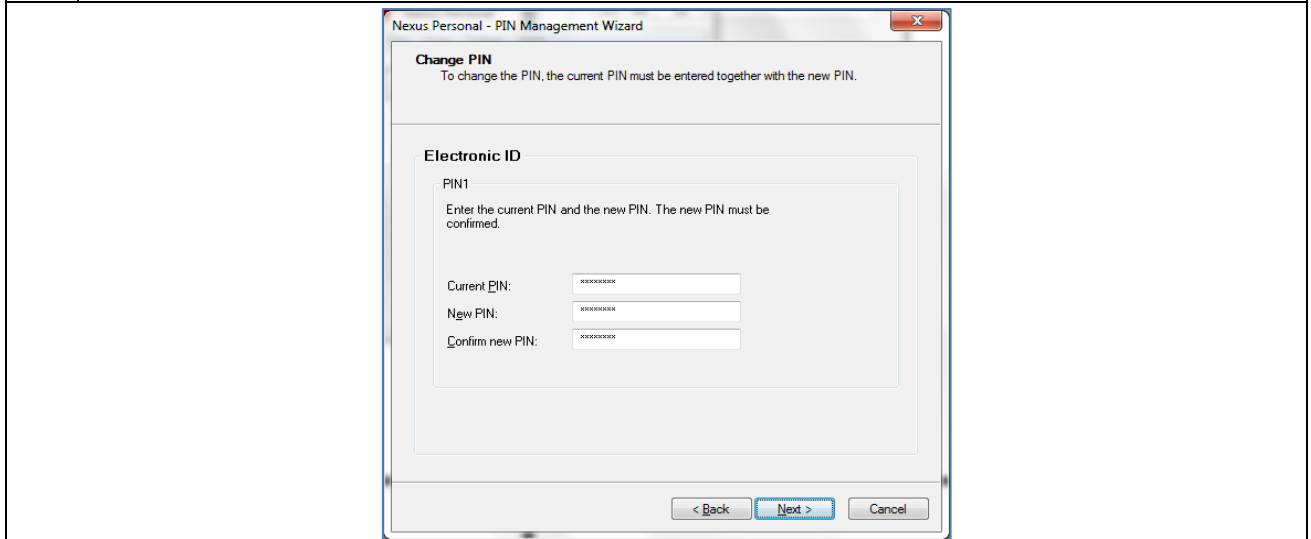 Nexus Personal - PIN Management Wizard
x
Change PIN
To change the PIN, the current PIN must be entered together with the new PIN.
Electronic ID
PIN1
Enter the current PIN and the new PIN. The new PIN must be
confirmed.
Current PIN: ××××××××
New PIN: ××××××××
Confirm new PIN: ××××××××
< Back Next > Cancel